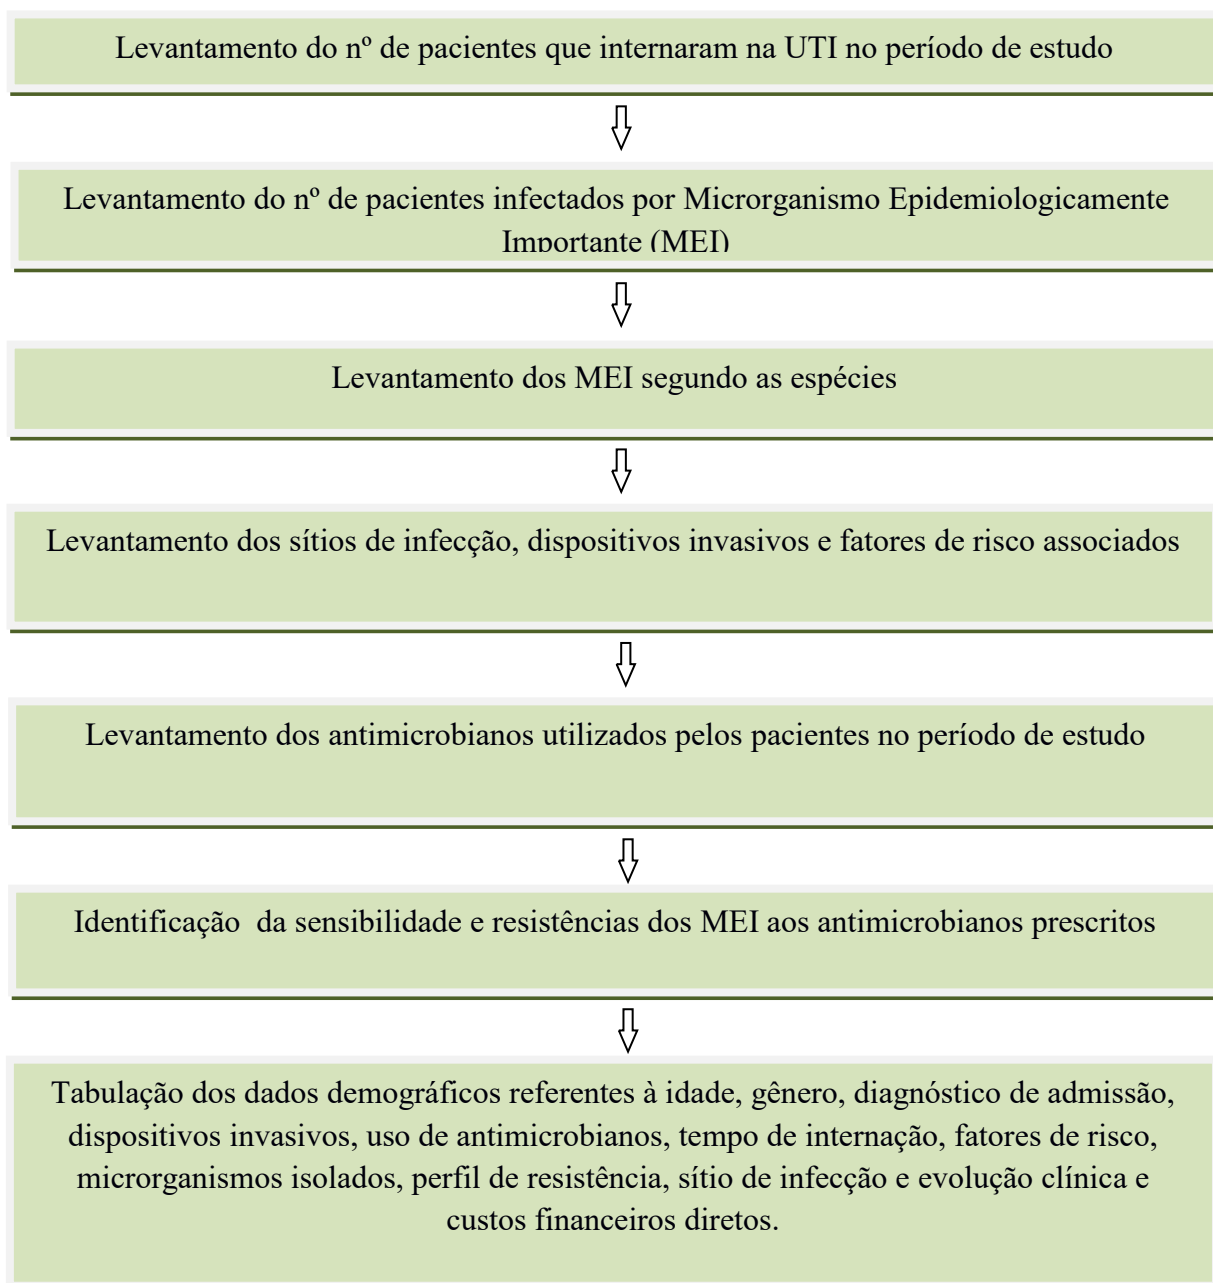 Levantamento do nº de pacientes que internaram na UTI no período de estudo
Levantamento do nº de pacientes infectados por Microrganismo Epidemiologicamente
Importante (MEI)
Levantamento dos MEI segundo as espécies
Levantamento dos sítios de infecção, dispositivos invasivos e fatores de risco associados
Levantamento dos antimicrobianos utilizados pelos pacientes no período de estudo
Identificação  da sensibilidade e resistências dos MEI aos antimicrobianos prescritos
Tabulação dos dados demográficos referentes à idade, gênero, diagnóstico de admissão,
dispositivos invasivos, uso de antimicrobianos, tempo de internação, fatores de risco,
microrganismos isolados, perfil de resistência, sítio de infecção e evolução clínica e
custos financeiros diretos.